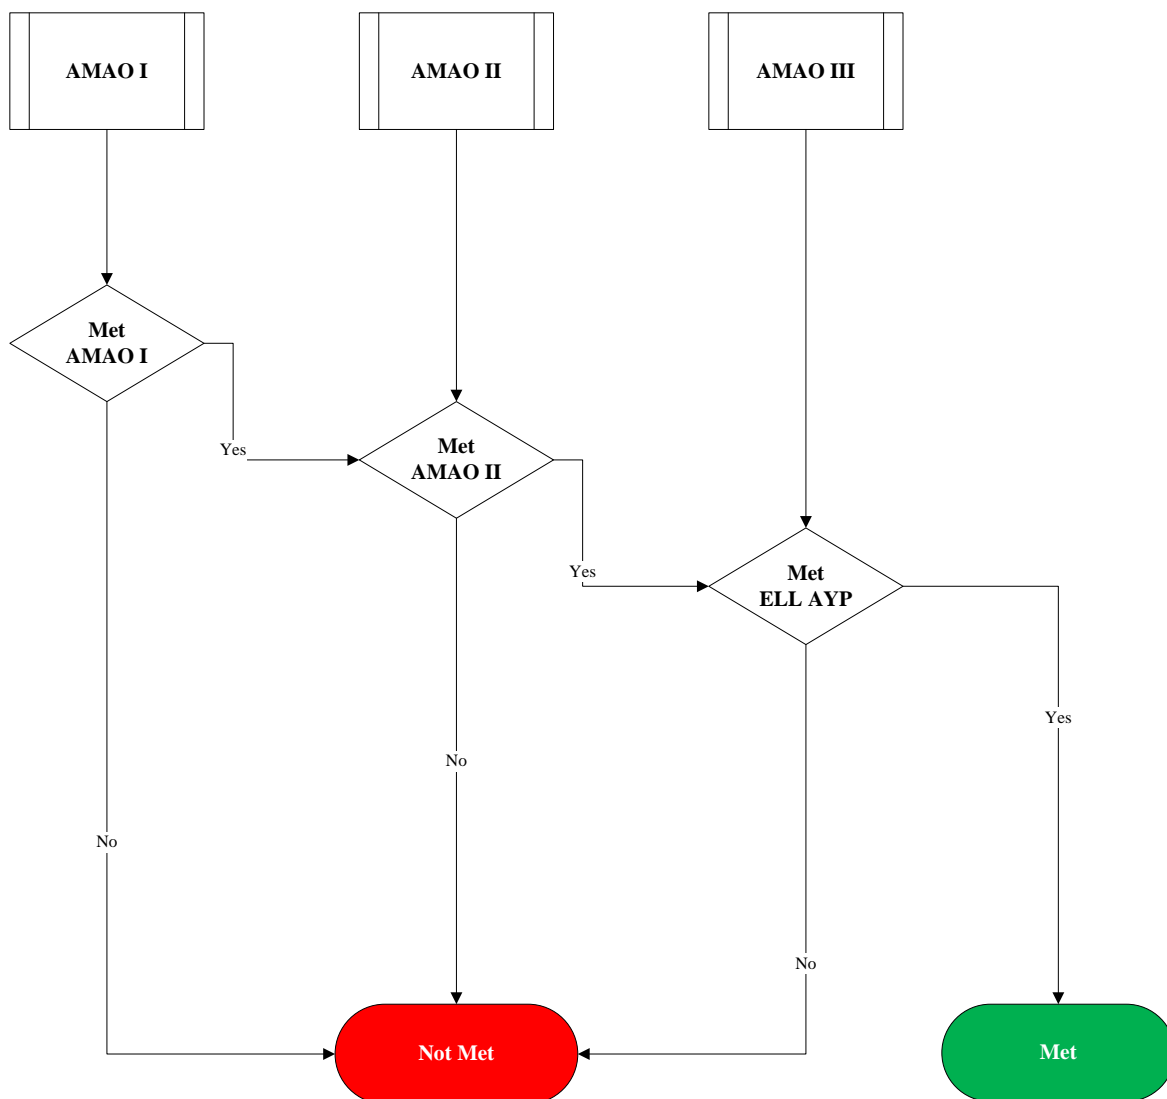 AMAO I
AMAO II
AMAO III
Met
AMAO I
Yes
Met
AMAO II
Yes
Met
ELL AYP
Yes
No
No
No
Not Met
Met